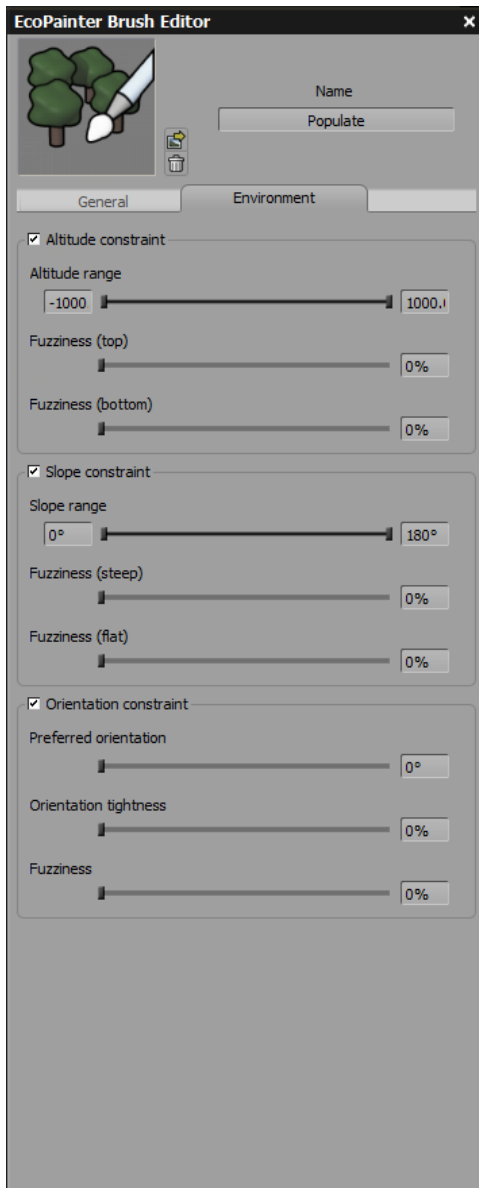 EcoPainter Brush Editor
Name
Populate
General Environment
Altitude constraint
Altitude range
-1000 1000.
Fuzziness (top)
0%
Fuzziness (bottom)
0%
Slope constraint
Slope range
0° 180°
Fuzziness (steep)
0%
Fuzziness (flat)
0%
Orientation constraint
Preferred orientation
0°
Orientation tightness
0%
Fuzziness
0%